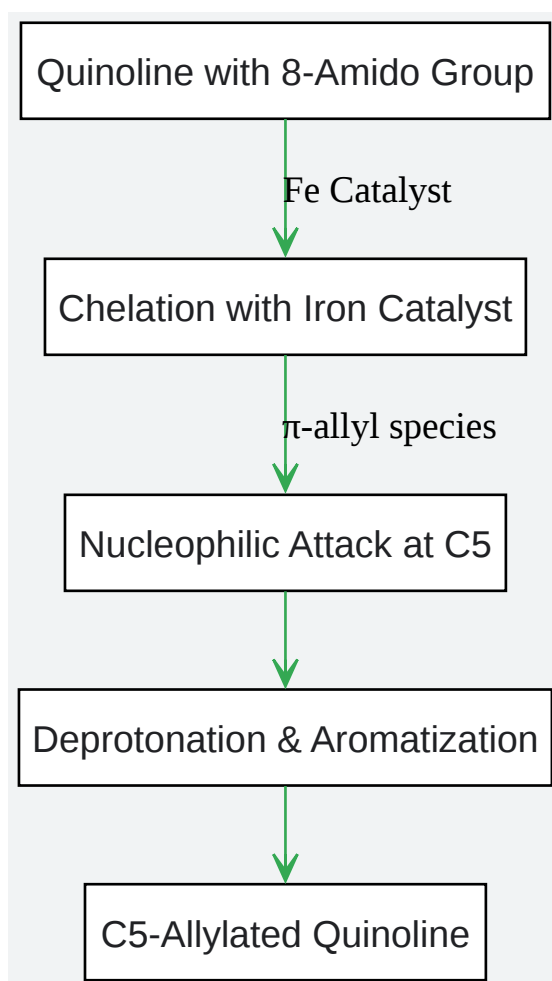 Quinoline with 8-Amido Group
Fe Catalyst
Chelation with Iron Catalyst
π-allyl species
Nucleophilic Attack at C5
Deprotonation & Aromatization
C5-Allylated Quinoline